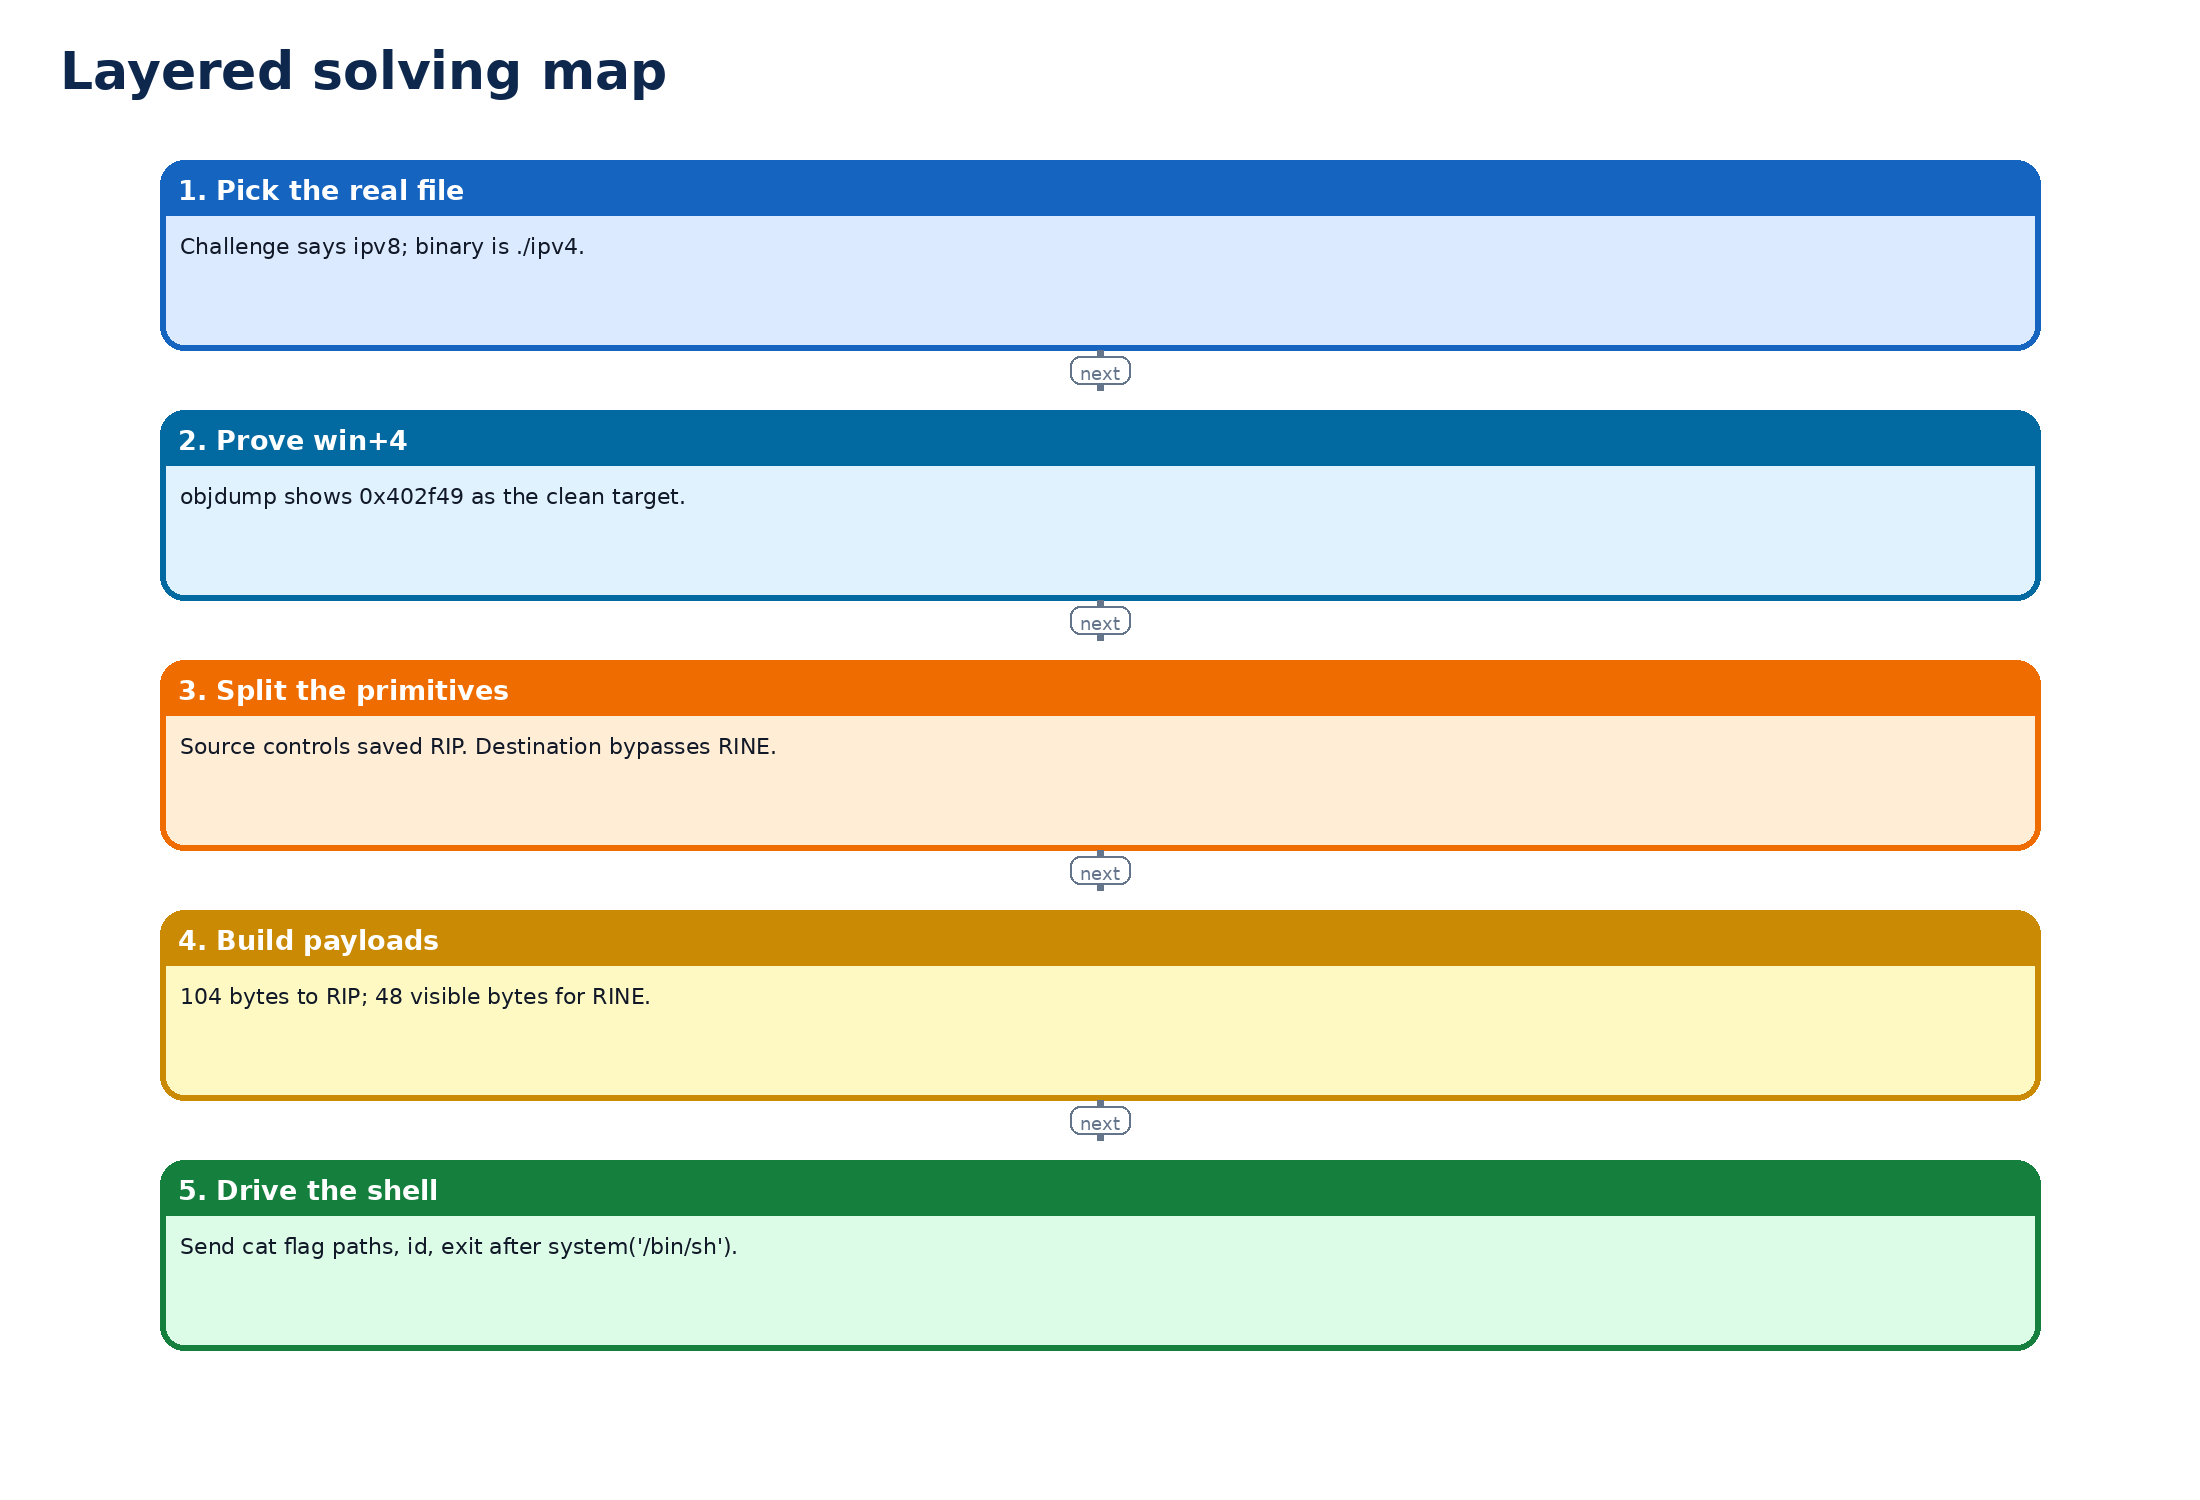 Layered solving map
1. Pick the real file
Challenge says ipv8; binary is ./ipv4.
next
2. Prove win+4
objdump shows 0x402f49 as the clean target.
next
3. Split the primitives
Source controls saved RIP. Destination bypasses RINE.
next
4. Build payloads
104 bytes to RIP; 48 visible bytes for RINE.
next
5. Drive the shell
Send cat flag paths, id, exit after system('/bin/sh').